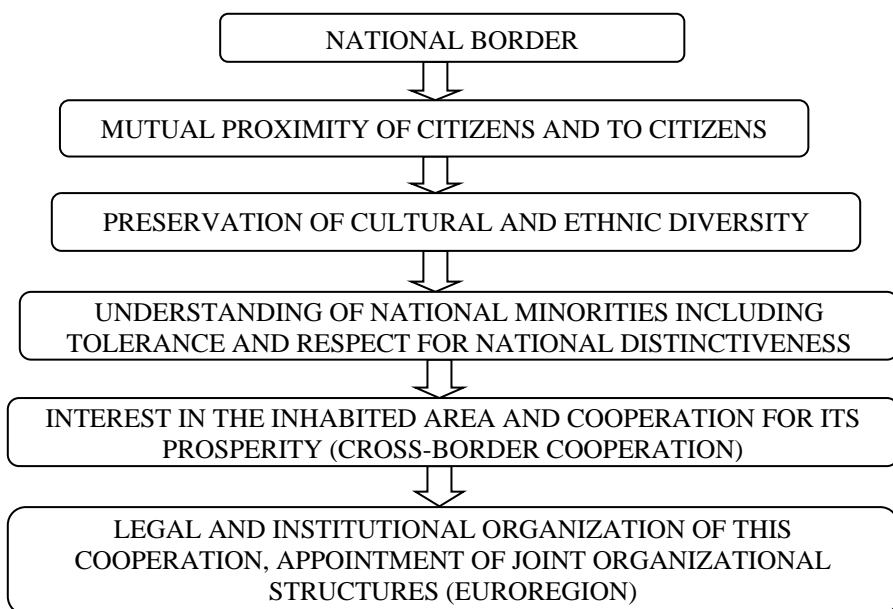 NATIONAL BORDER
MUTUAL PROXIMITY OF CITIZENS AND TO CITIZENS
PRESERVATION OF CULTURAL AND ETHNIC DIVERSITY
UNDERSTANDING OF NATIONAL MINORITIES INCLUDING
TOLERANCE AND RESPECT FOR NATIONAL DISTINCTIVENESS
INTEREST IN THE INHABITED AREA AND COOPERATION FOR ITS
PROSPERITY (CROSS-BORDER COOPERATION)
LEGAL AND INSTITUTIONAL ORGANIZATION OF THIS
COOPERATION, APPOINTMENT OF JOINT ORGANIZATIONAL
STRUCTURES (EUROREGION)